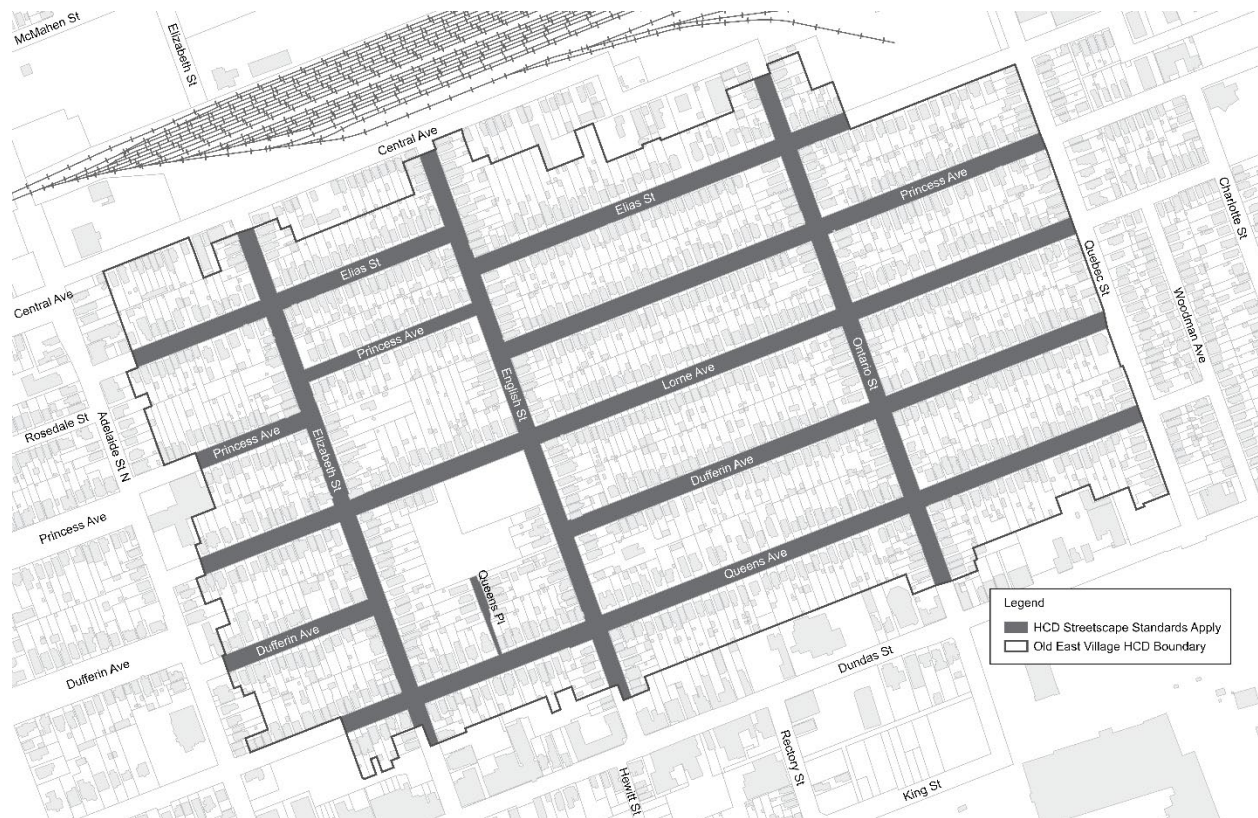 McMahen St
Elizabeth St
Central Ave
Elias St
Princess Ave
Charlotte St
Elias St
Quebec St
Central Ave
Princess Ave
Woodman Ave
English St
Lorne Ave
Ontario St
Rosedale St
Adelaide St N
Princess Ave
Elizabeth St
Dufferin Ave
Princess Ave
Queens Ave
Queens Pl
Legend
HCD Streetscape Standards Apply
Old East Village HCD Boundary
Dufferin Ave
Dufferin Ave
Dundas St
Rectory St
Hewitt St
King St